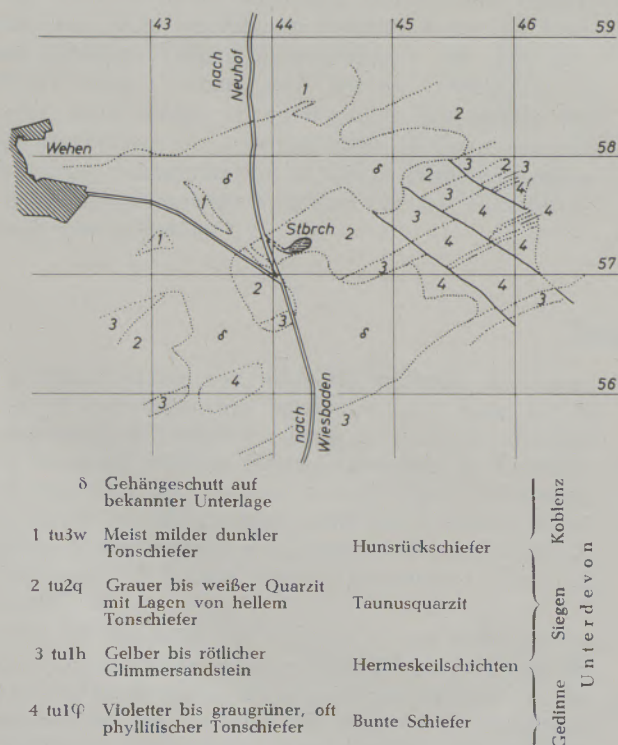 43 44 45 46 59
nach
Neuhof
1
2
Wehen
58
δ
δ
2 3 2 3
1
3 4 4
2
Stbrch
3 4 4
1
4
57
2
3
4
4
3
3
3
2
δ
δ
4
56
3
nach
Wiesbaden
3
δ Gehängeschutt auf
bekannter Unterlage
1 tu3w Meist milder dunkler
Tonschiefer
Hunsrückschiefer
2 tu2q Grauer bis weißer Quarzit
mit Lagen von hellem
Tonschiefer
Taunusquarzit
3 tu1h Gelber bis rötlicher
Glimmersandstein
Hermeskeilschichten
4 tu1φ Violetter bis graugrüner, oft
phyllitischer Tonschiefer
Bunte Schiefer
Koblenz
Siegen
Gedinne
Unterdevon